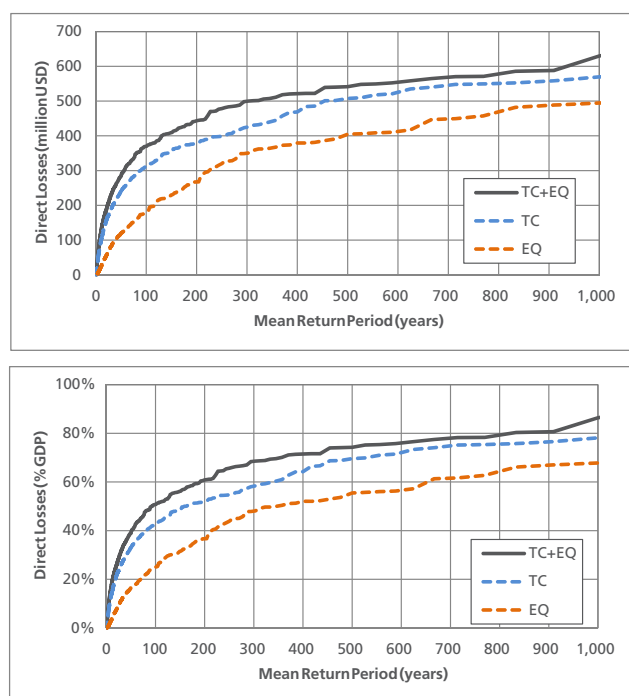 700
600
500
400
300
200
100
0
Direct Losses (million USD)
TC+EQ
TC
EQ
0 100 200 300 400 500 600 700 800 900 1,000
Mean Return Period (years)
100%
80%
60%
40%
20%
0%
Direct Losses (% GDP)
TC+EQ
TC
EQ
0 100 200 300 400 500 600 700 800 900 1,000
Mean Return Period (years)